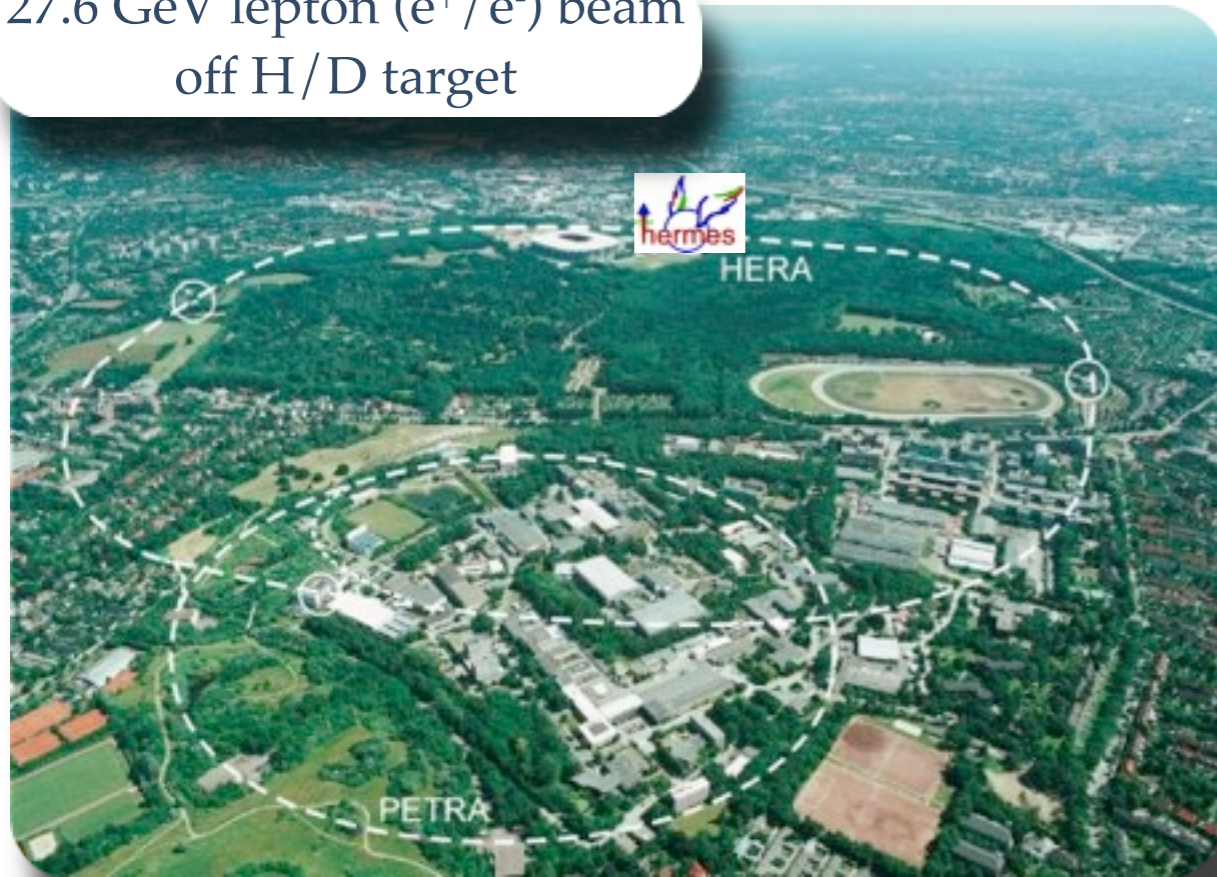 27.6 GeV lepton (e⁺/e⁻) beam
off H/D target
hermes
HERA
PETRA